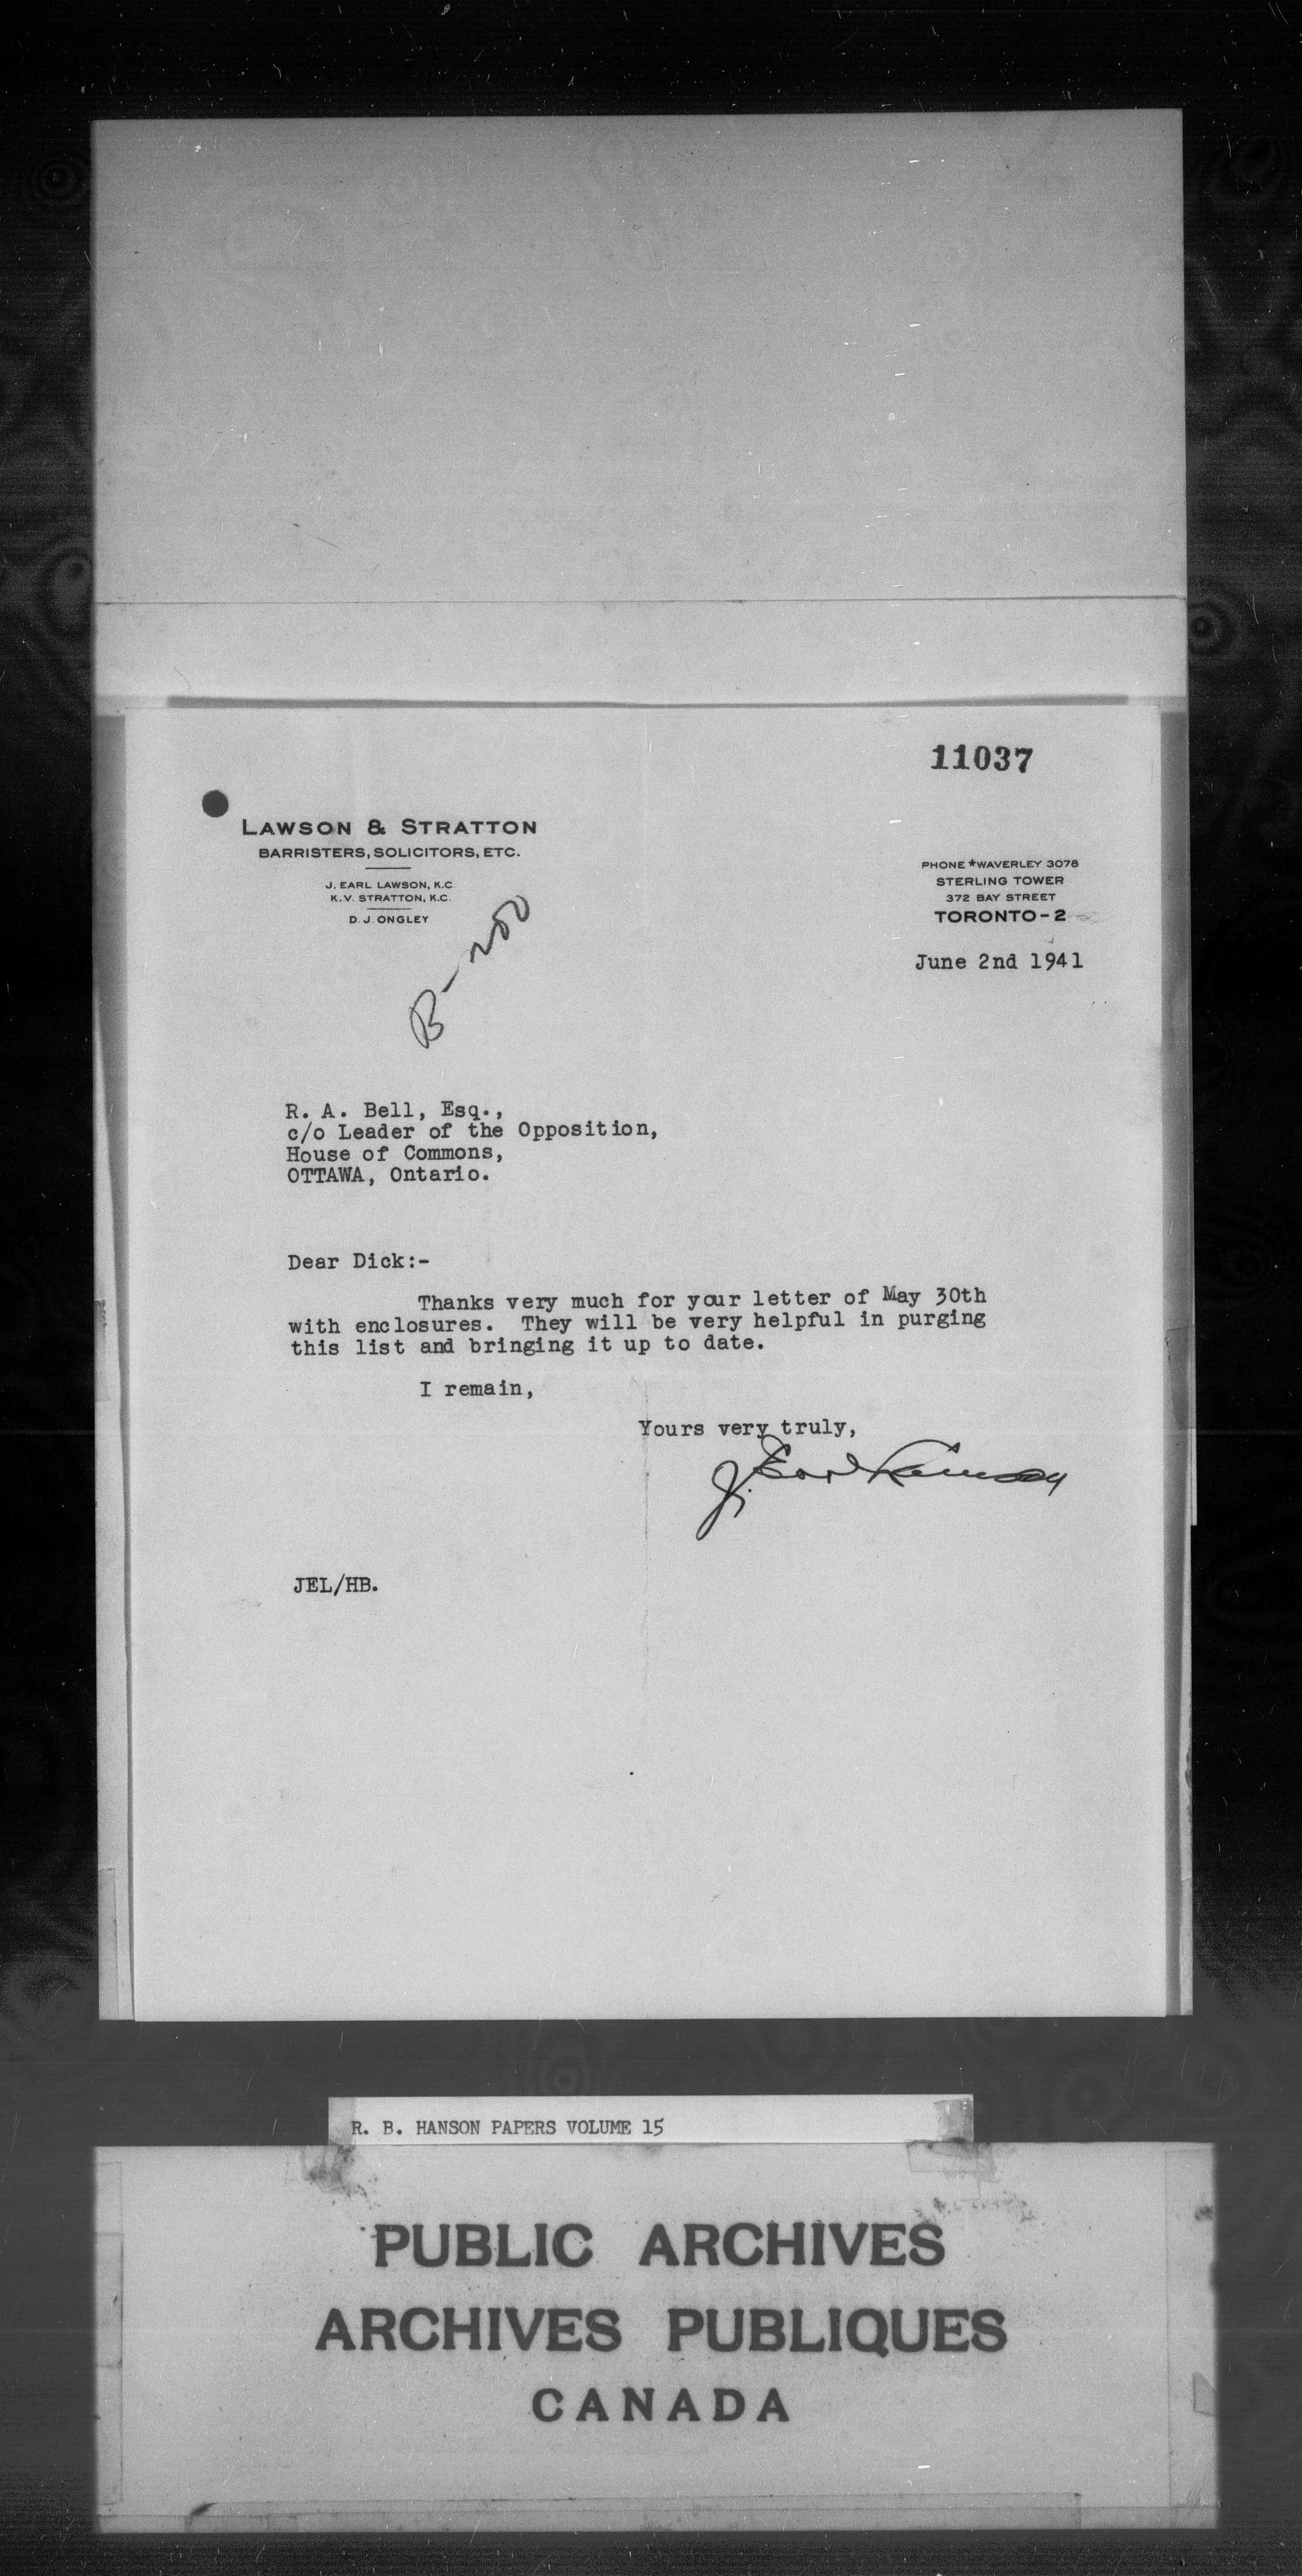 11037
LAWSON & STRATTON
BARRISTERS, SOLICITORS, ETC.
J. EARL LAWSON, K.C.
K. V. STRATTON, K.C.
D. J. ONGLEY
PHONE *WAVERLEY 3078
STERLING TOWER
372 BAY STREET
TORONTO-2
June 2nd 1941
B-200
R. A. Bell, Esq.,
c/o Leader of the Opposition,
House of Commons,
OTTAWA, Ontario.
Dear Dick:-
Thanks very much for your letter of May 30th
with enclosures. They will be very helpful in purging
this list and bringing it up to date.
I remain,
Yours very truly,
J. Earl Lawson
JEL/HB.
R. B. HANSON PAPERS VOLUME 15
PUBLIC ARCHIVES
ARCHIVES PUBLIQUES
CANADA